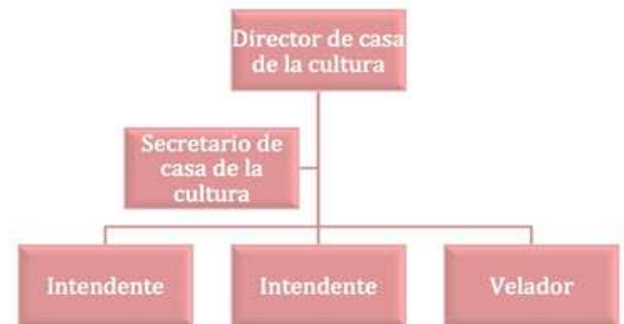 Director de casa
de la cultura
Secretario de
casa de la
cultura
Intendente
Intendente
Velador